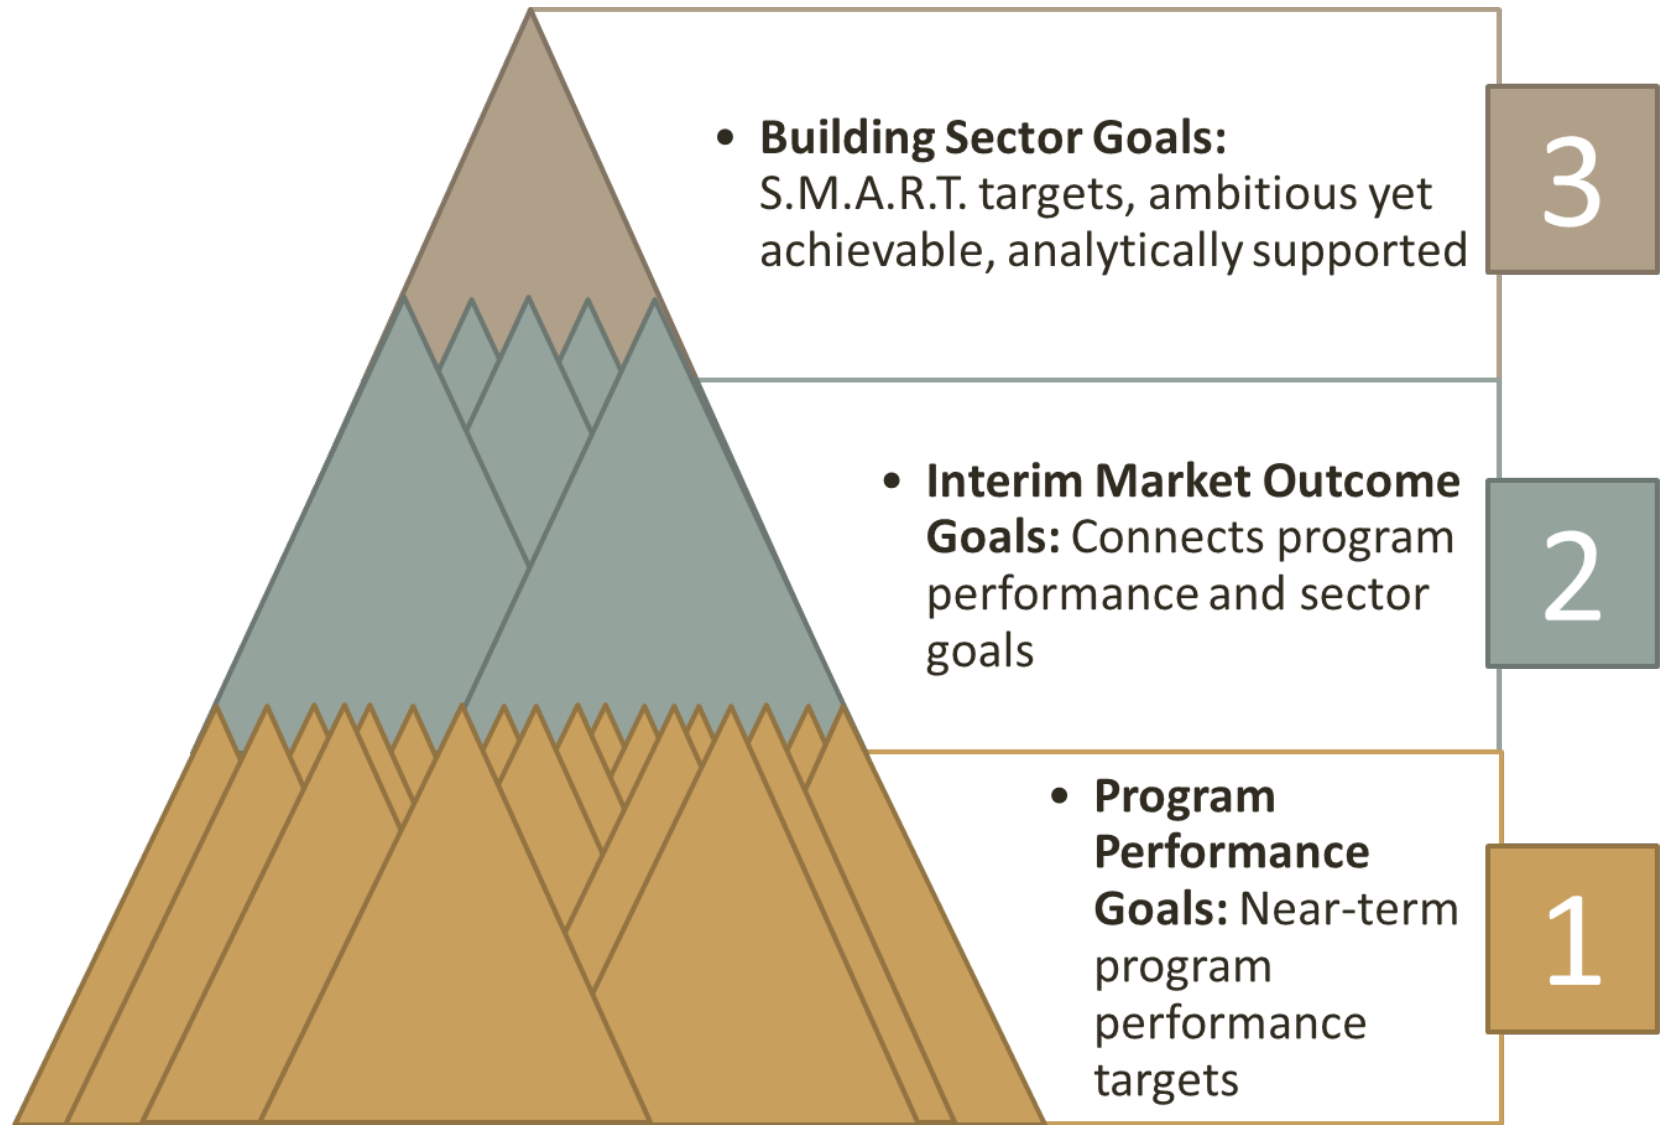 • Building Sector Goals:
S.M.A.R.T. targets, ambitious yet
achievable, analytically supported
3
• Interim Market Outcome
Goals: Connects program
performance and sector
goals
2
• Program
Performance
Goals: Near-term
program
performance
targets
1